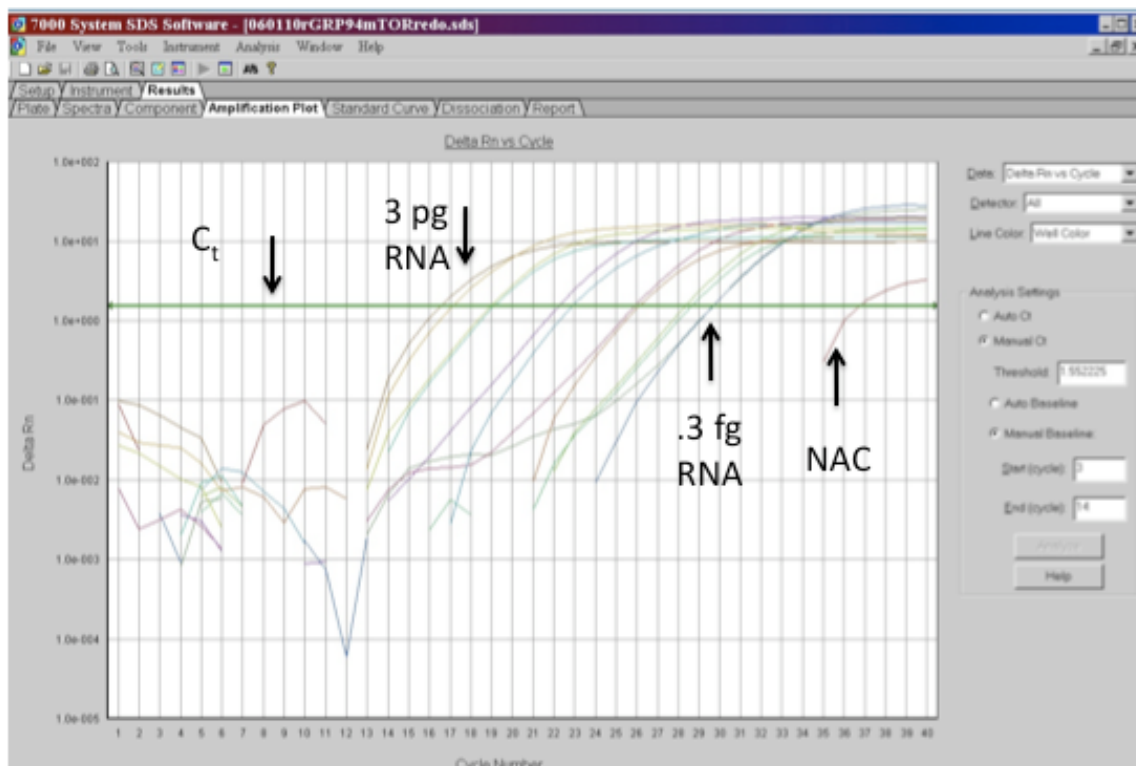 7000 System SDS Software - [060110rGRP94mTORredo.sds]
File View Tools Instrument Analysis Window Help
Setup Instrument Results
Plate Spectra Component Amplification Plot Standard Curve Dissociation Report
Delta Rn vs Cycle
1.0e+002
1.0e+001
1.0e+000
1.0e-001
1.0e-002
1.0e-003
1.0e-004
1.0e-005
Delta Rn
Ct
3 pg
RNA
.3 fg
RNA
NAC
1 2 3 4 5 6 7 8 9 10 11 12 13 14 15 16 17 18 19 20 21 22 23 24 25 26 27 28 29 30 31 32 33 34 35 36 37 38 39 40
Cycle Number
Data: Delta Rn vs Cycle
Detector: All
Line Color: Well Color
Analysis Settings
Auto Ct
Manual Ct
Threshold: 1.552225
Auto Baseline
Manual Baseline:
Start (cycle): 3
End (cycle): 14
Analyze
Help